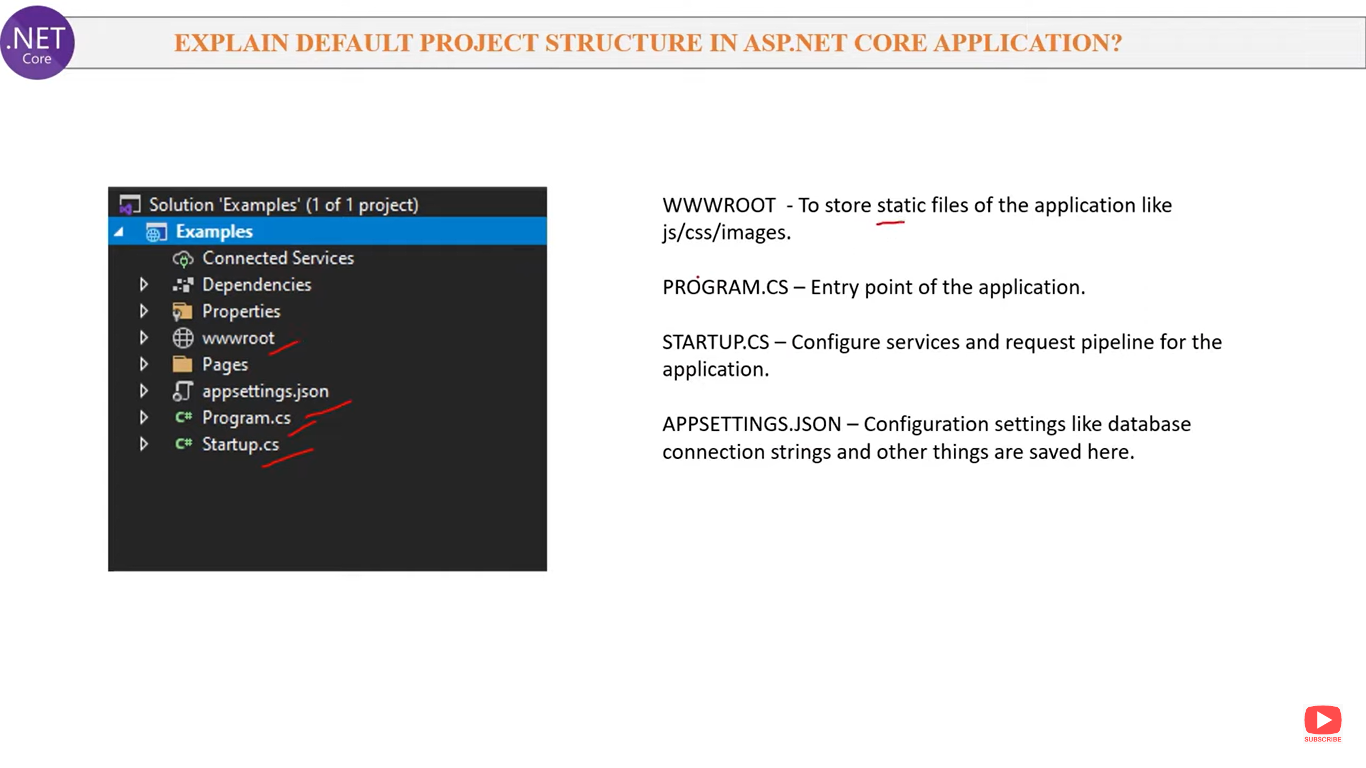 .NET
Core
EXPLAIN DEFAULT PROJECT STRUCTURE IN ASP.NET CORE APPLICATION?
Solution 'Examples' (1 of 1 project)
Examples
Connected Services
Dependencies
Properties
wwwroot
Pages
appsettings.json
C# Program.cs
C# Startup.cs
WWWROOT - To store static files of the application like
js/css/images.
PROGRAM.CS – Entry point of the application.
STARTUP.CS – Configure services and request pipeline for the
application.
APPSETTINGS.JSON – Configuration settings like database
connection strings and other things are saved here.
SUBSCRIBE